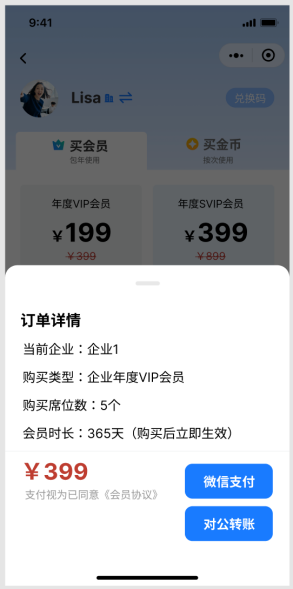 9:41
Lisa
兑换码
买会员
包年使用
买金币
按次使用
年度VIP会员
¥199
¥399
年度SVIP会员
¥399
¥899
订单详情
当前企业：企业1
购买类型：企业年度VIP会员
购买席位数：5个
会员时长：365天（购买后立即生效）
¥399
支付视为已同意《会员协议》
微信支付
对公转账